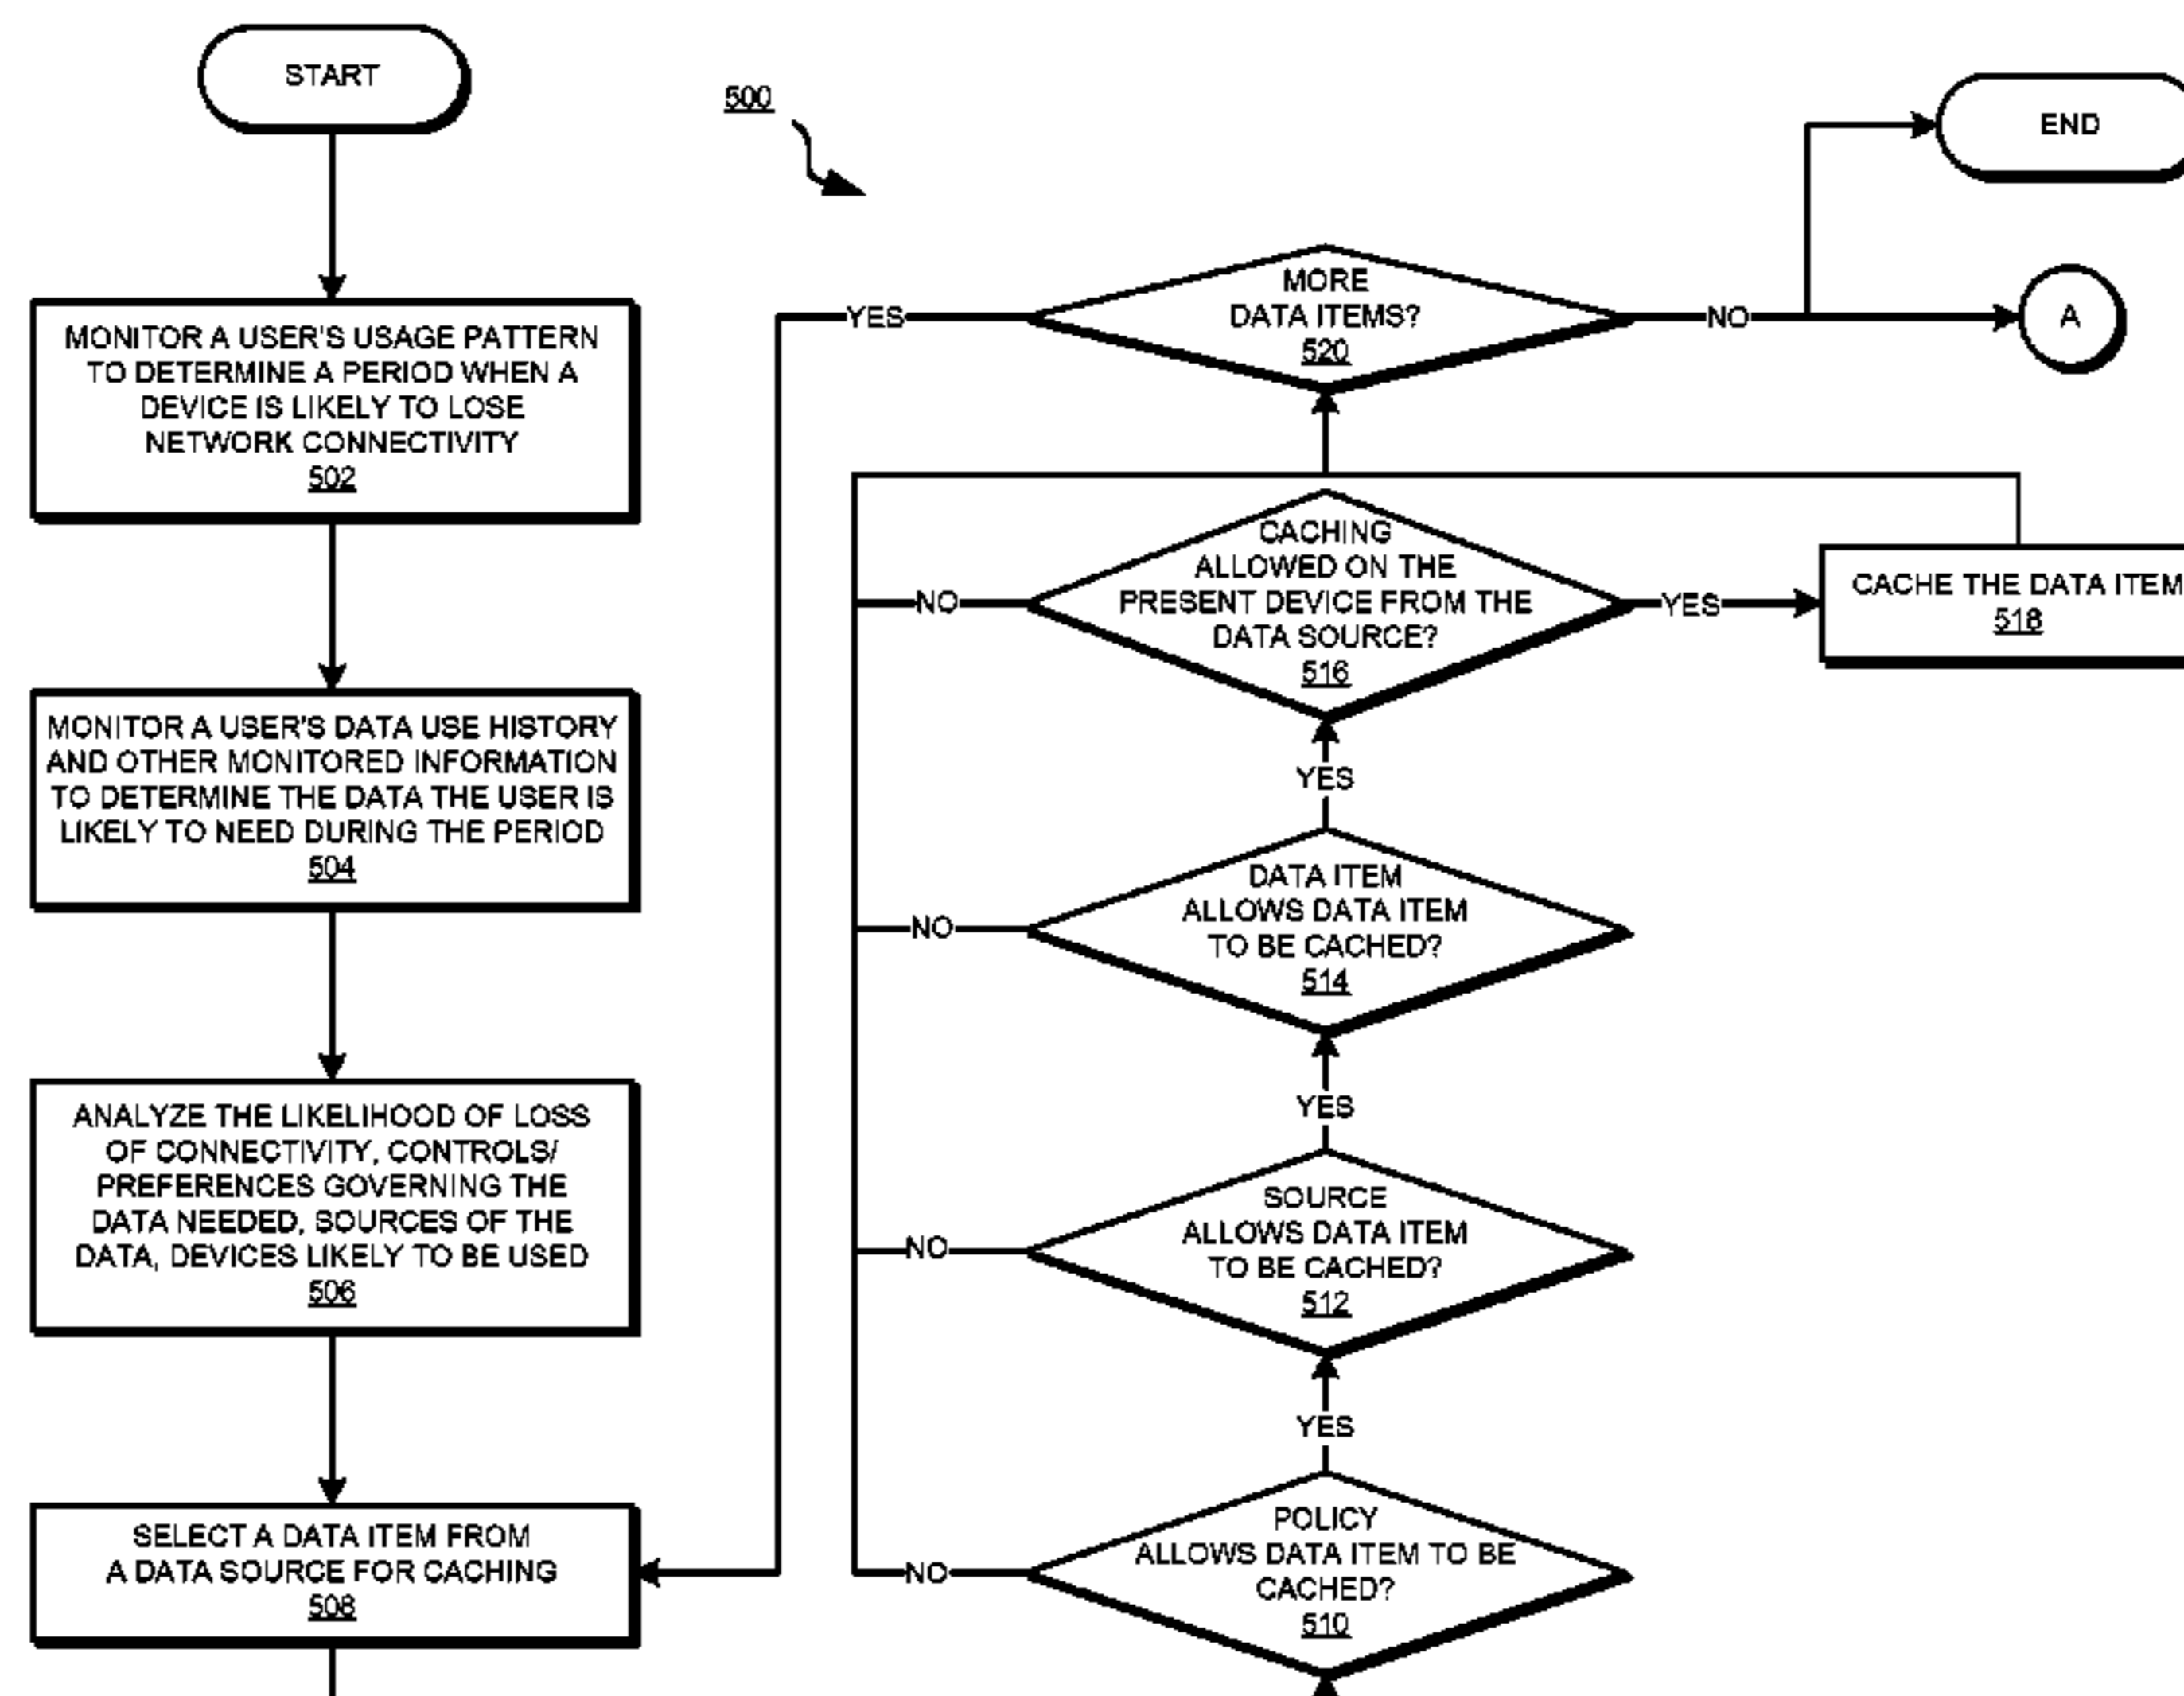 START
MONITOR A USER'S USAGE PATTERN
TO DETERMINE A PERIOD WHEN A
DEVICE IS LIKELY TO LOSE
NETWORK CONNECTIVITY
502
MONITOR A USER'S DATA USE HISTORY
AND OTHER MONITORED INFORMATION
TO DETERMINE THE DATA THE USER IS
LIKELY TO NEED DURING THE PERIOD
504
ANALYZE THE LIKELIHOOD OF LOSS
OF CONNECTIVITY, CONTROLS/
PREFERENCES GOVERNING THE
DATA NEEDED, SOURCES OF THE
DATA, DEVICES LIKELY TO BE USED
506
SELECT A DATA ITEM FROM
A DATA SOURCE FOR CACHING
508
500
END
YES
MORE
DATA ITEMS?
520
NO
A
NO
CACHING
ALLOWED ON THE
PRESENT DEVICE FROM THE
DATA SOURCE?
516
YES
CACHE THE DATA ITEM
518
YES
NO
DATA ITEM
ALLOWS DATA ITEM
TO BE CACHED?
514
YES
NO
SOURCE
ALLOWS DATA ITEM
TO BE CACHED?
512
YES
NO
POLICY
ALLOWS DATA ITEM TO BE
CACHED?
510